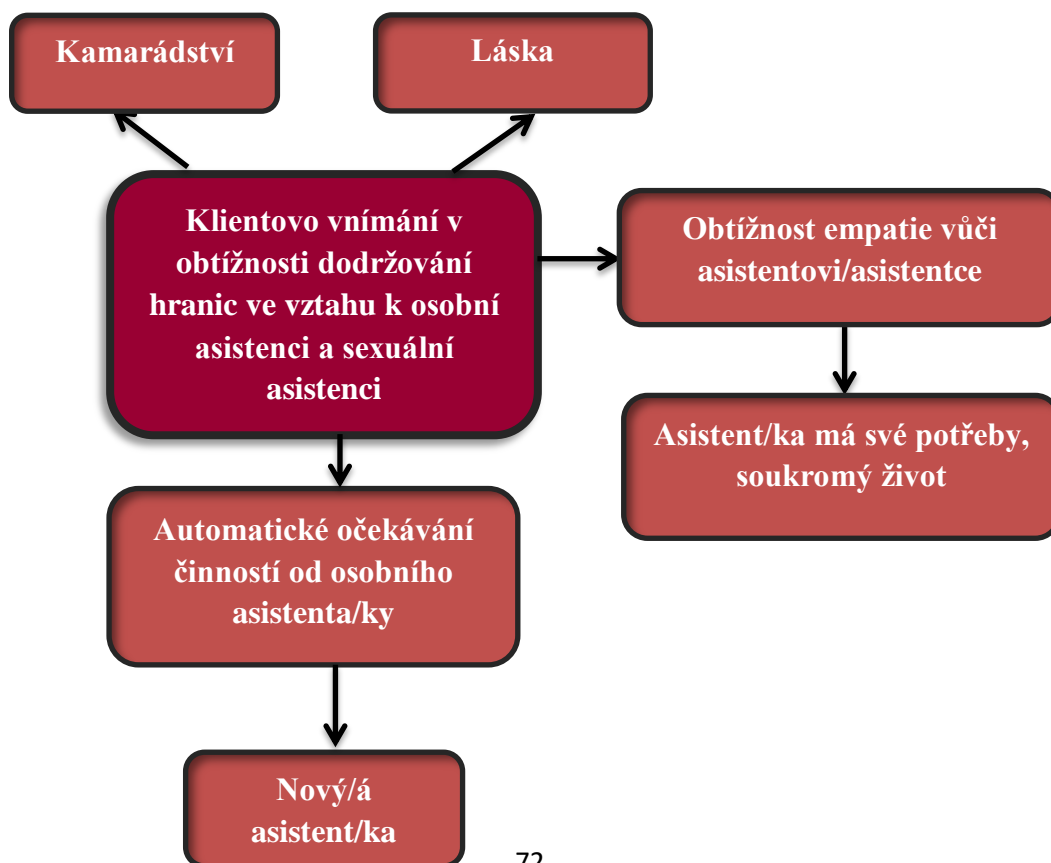 Kamarádství
Láska
Klientovo vnímání v
obtížnosti dodržování
hranic ve vztahu k osobní
asistenci a sexuální
asistenci
Obtížnost empatie vůči
asistentovi/asistentce
Asistent/ka má své potřeby,
soukromý život
Automatické očekávání
činností od osobního
asistenta/ky
Nový/á
asistent/ka
72